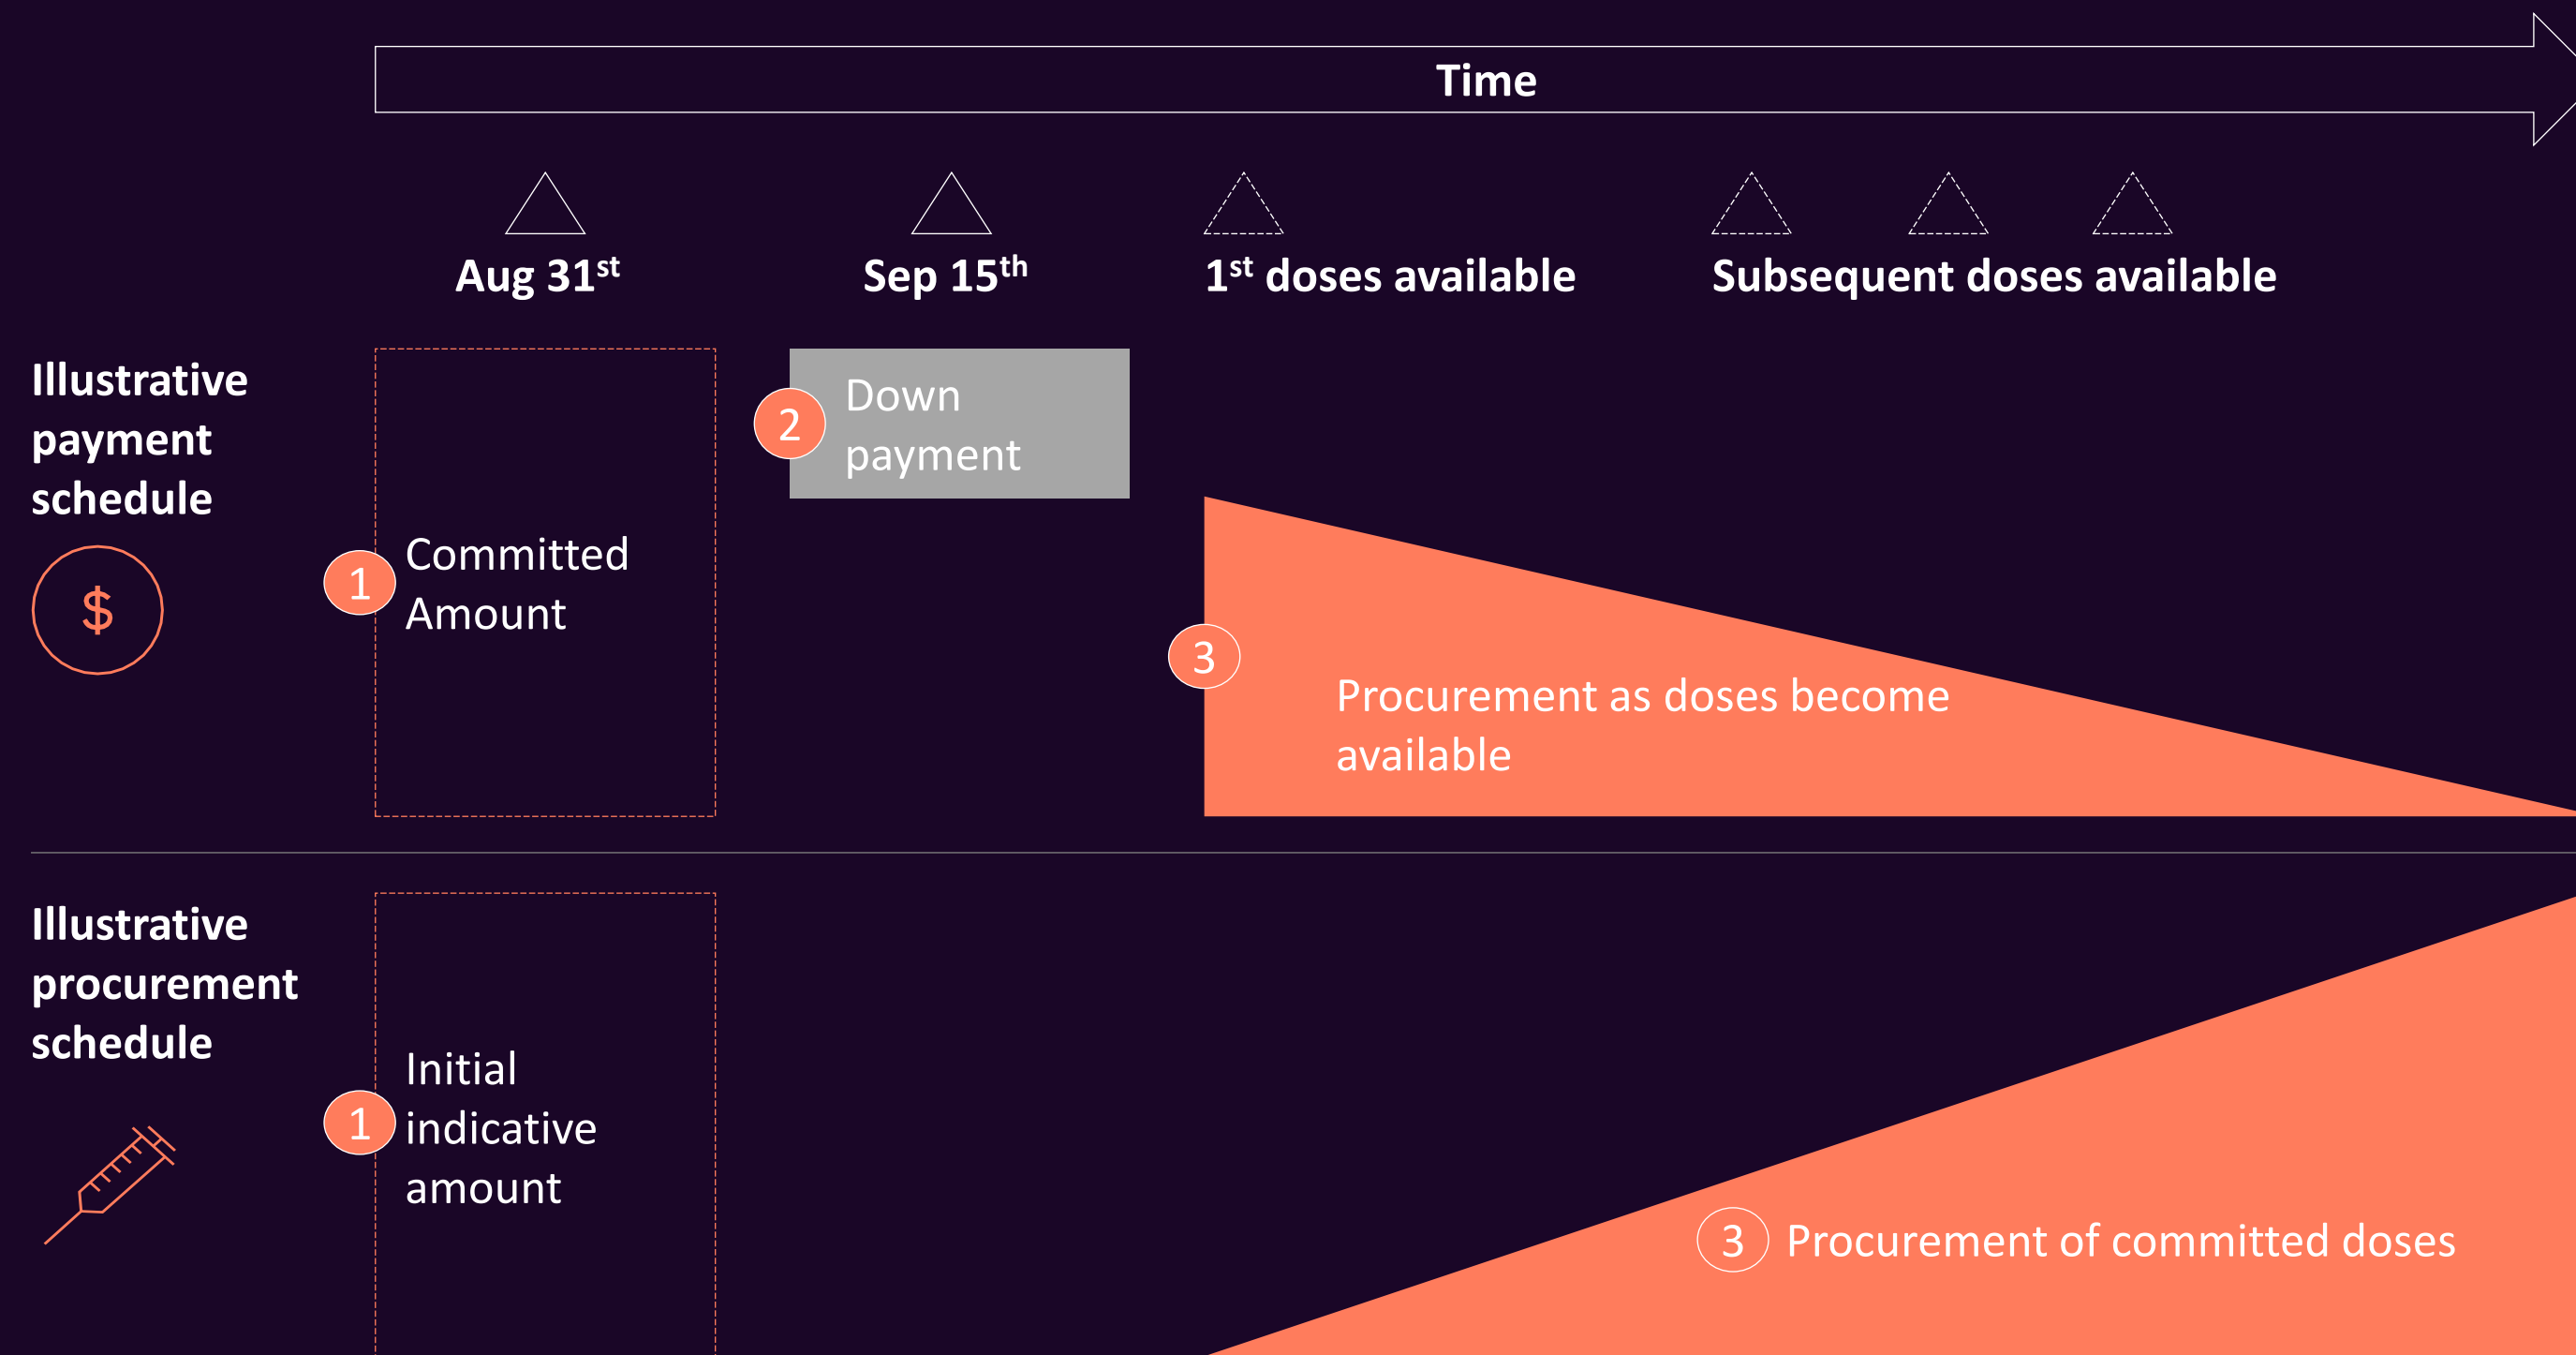 Time
Aug 31st
Sep 15th
1st doses available
Subsequent doses available
Illustrative
payment
schedule
$
1
Committed
Amount
2
Down
payment
3
Procurement as doses become
available
Illustrative
procurement
schedule
1
Initial
indicative
amount
3
Procurement of committed doses